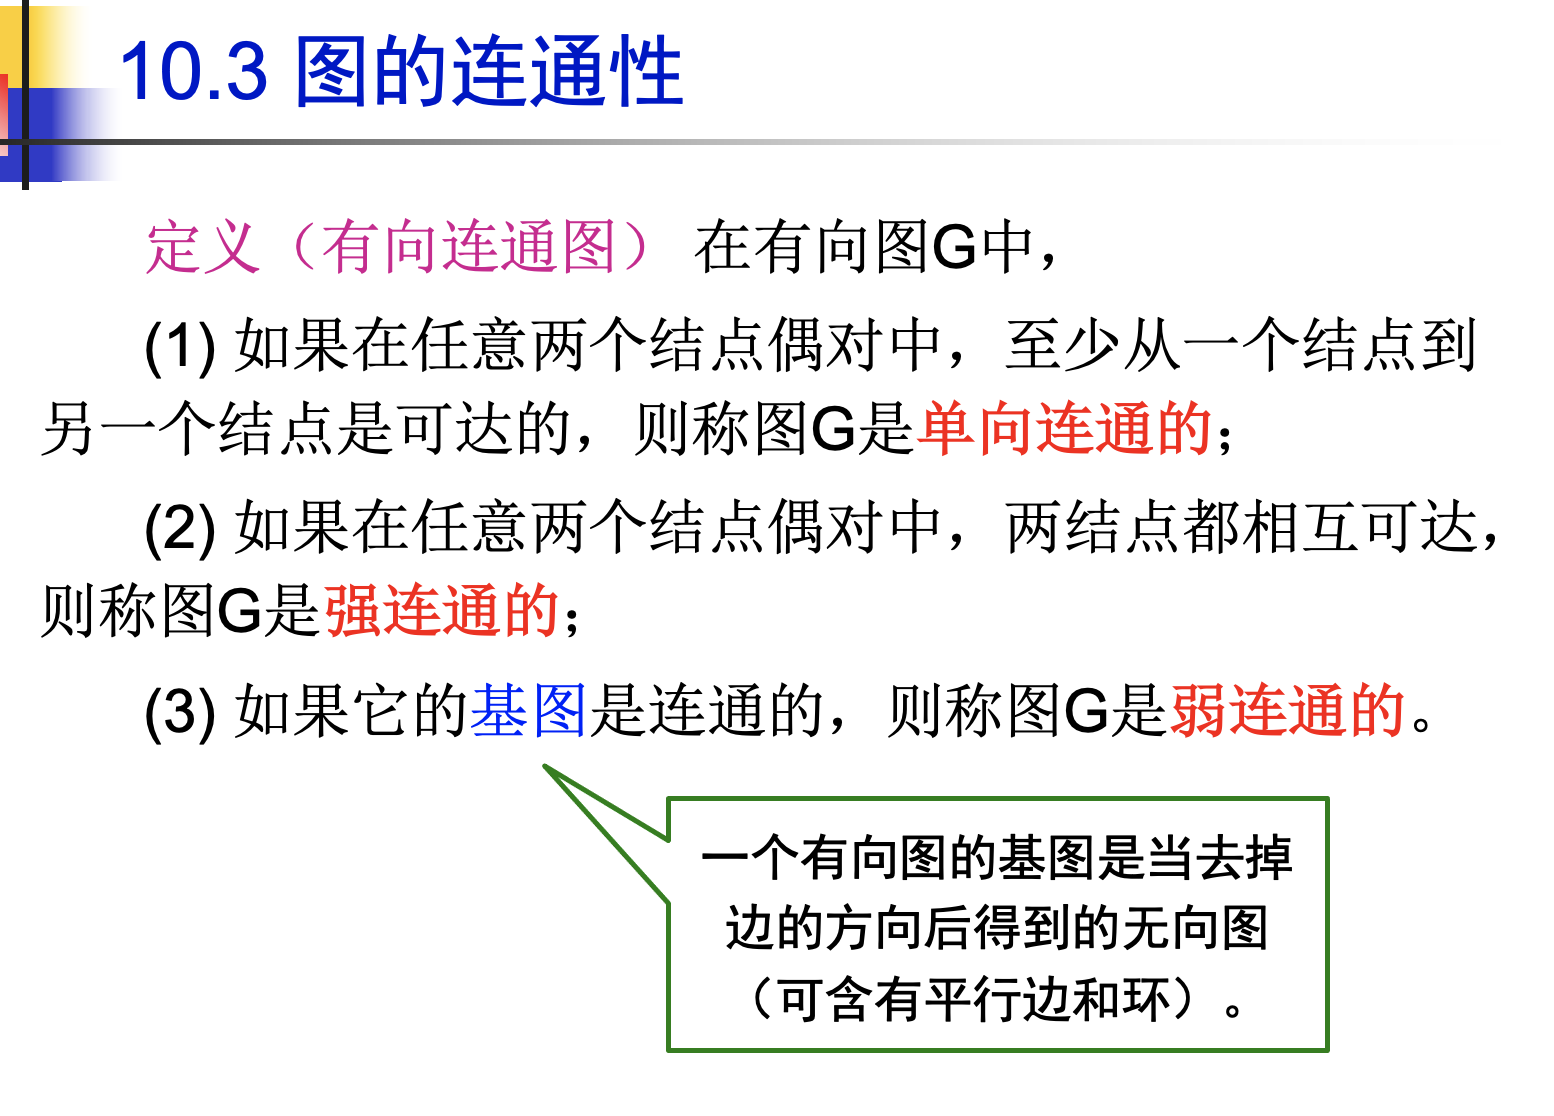 10.3 图的连通性
定义（有向连通图） 在有向图G中，
(1) 如果在任意两个结点偶对中，至少从一个结点到
另一个结点是可达的，则称图G是单向连通的；
(2) 如果在任意两个结点偶对中，两结点都相互可达，
则称图G是强连通的；
(3) 如果它的基图是连通的，则称图G是弱连通的。
一个有向图的基图是当去掉
边的方向后得到的无向图
（可含有平行边和环）。